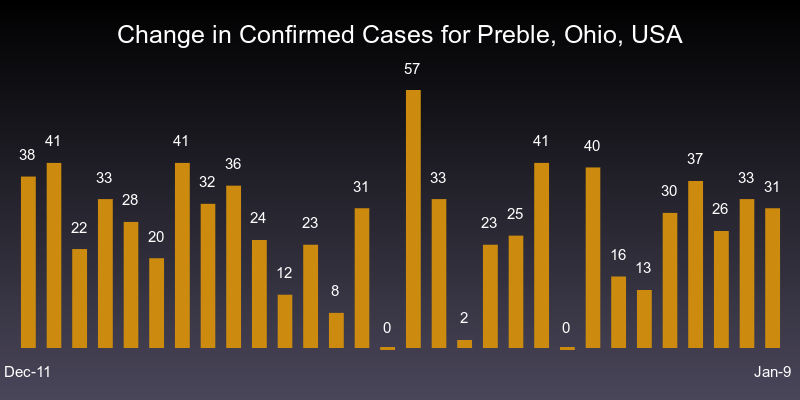 Change in Confirmed Cases for Preble, Ohio, USA
38 41 22 33 28 20 41 32 36 24 12 23 8 31 0 57 33 2 23 25 41 0 40 16 13 30 37 26 33 31
Dec-11 Jan-9